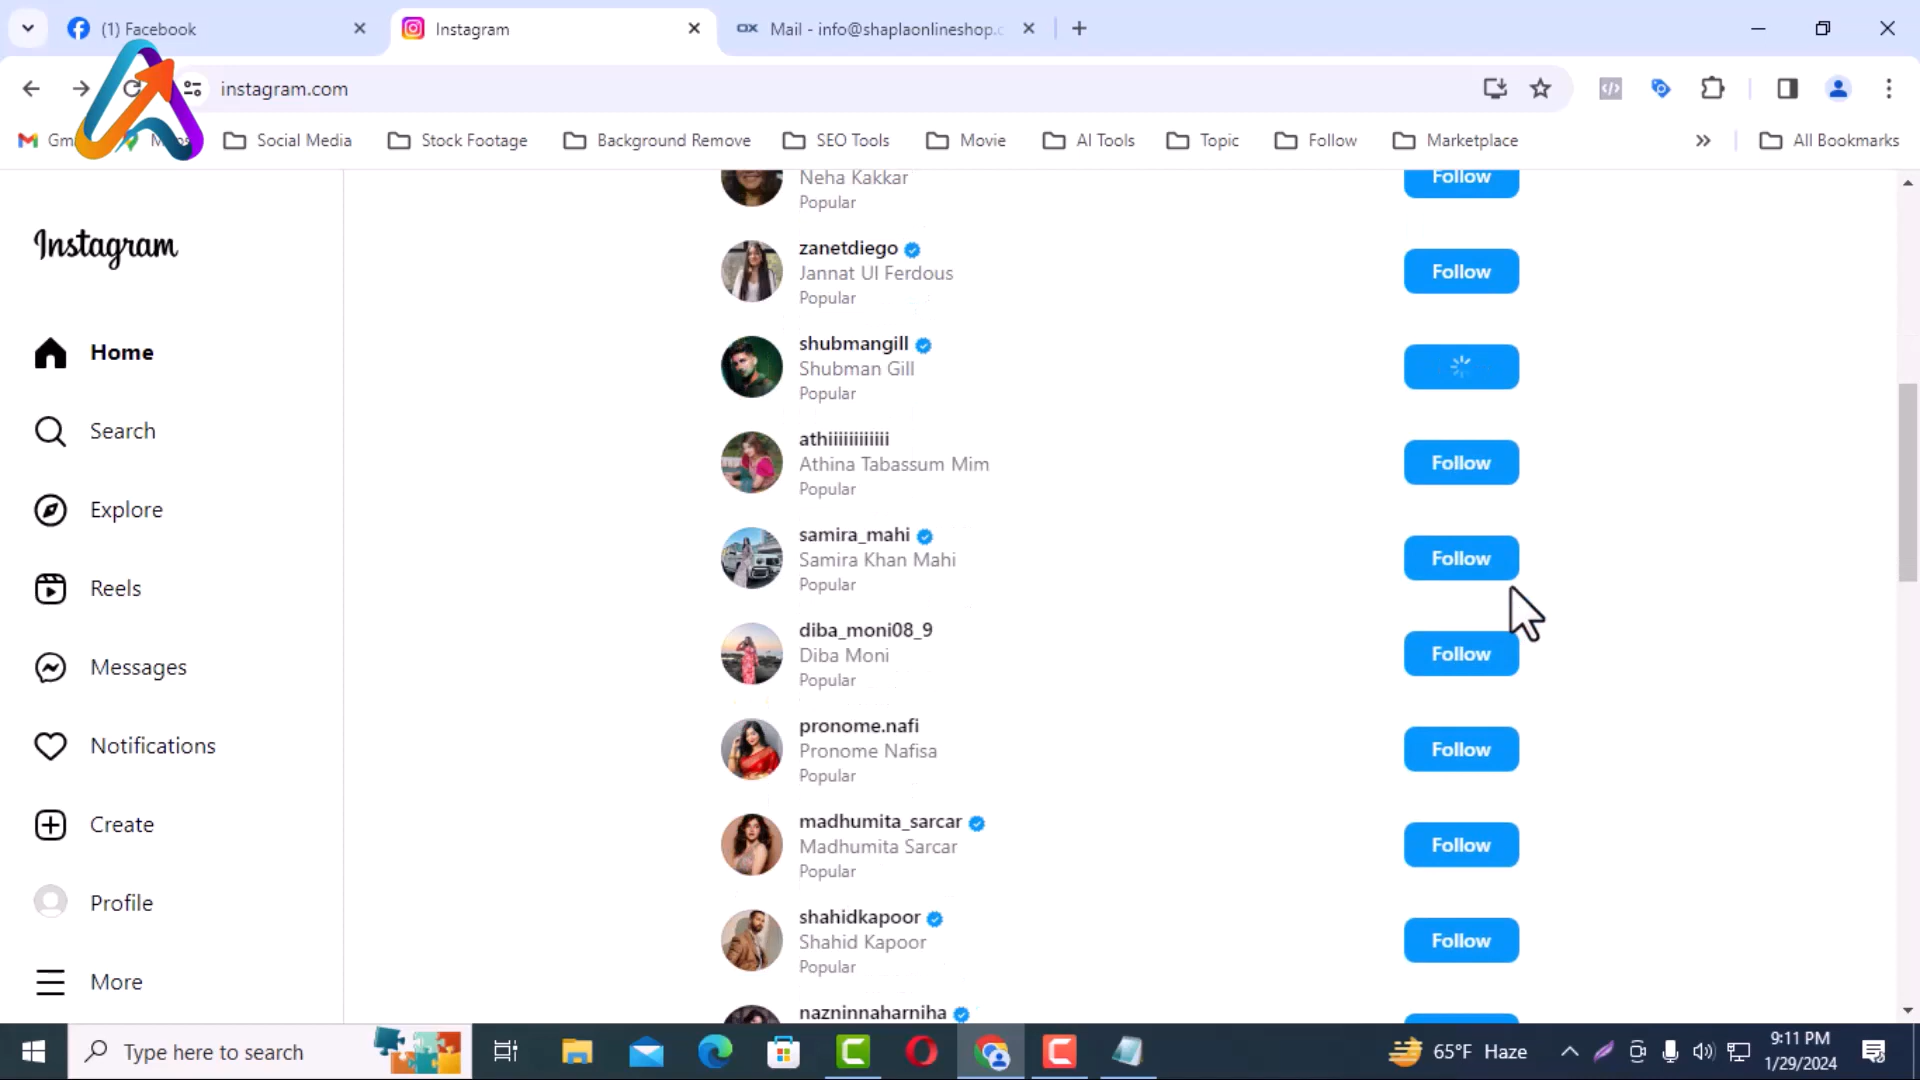 (1) Facebook
Instagram
OX Mail - info@shaplaonlineshop.c
instagram.com
Social Media
Stock Footage
Background Remove
SEO Tools
Movie
AI Tools
Topic
Follow
Marketplace
All Bookmarks
Instagram
Home
Search
Explore
Reels
Messages
Notifications
Create
Profile
More
Neha Kakkar
Popular
Follow
zanetdiego
Jannat Ul Ferdous
Popular
Follow
shubmangill
Shubman Gill
Popular
athiiiiiiiiiiii
Athina Tabassum Mim
Popular
Follow
samira_mahi
Samira Khan Mahi
Popular
Follow
diba_moni08_9
Diba Moni
Popular
Follow
pronome.nafi
Pronome Nafisa
Popular
Follow
madhumita_sarcar
Madhumita Sarcar
Popular
Follow
shahidkapoor
Shahid Kapoor
Popular
Follow
nazninnaharniha
Type here to search
65°F Haze
9:11 PM
1/29/2024